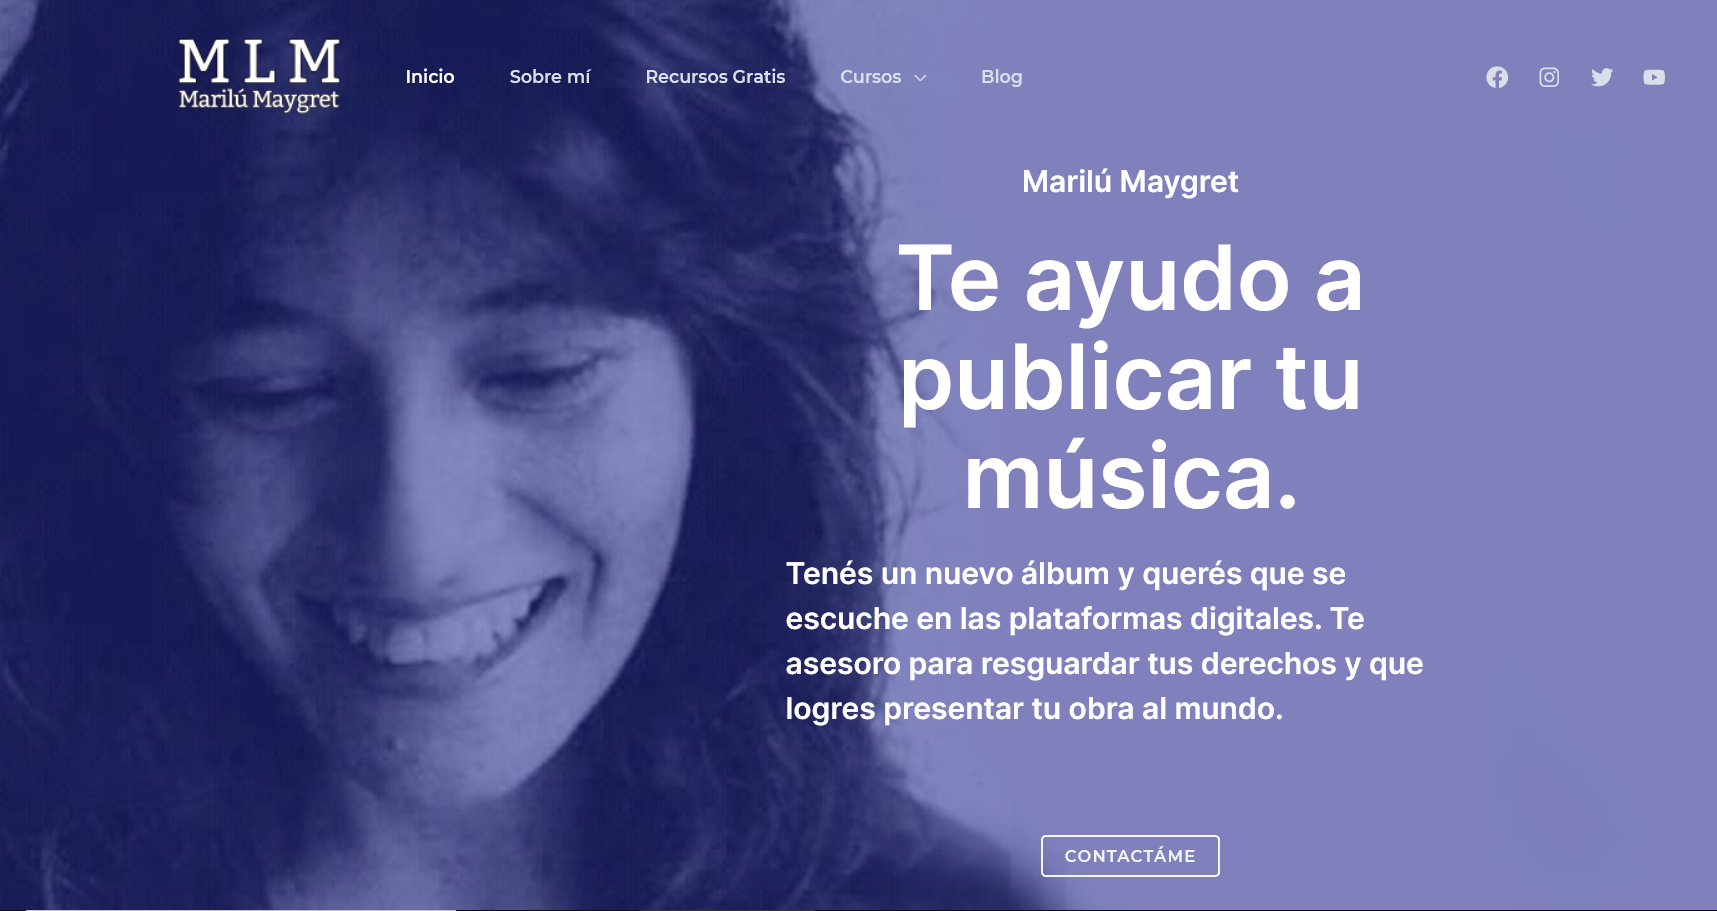 M L M
Marilú Maygret
Inicio
Sobre mí
Recursos Gratis
Cursos
Blog
Marilú Maygret
Te ayudo a
publicar tu
música.
Tenés un nuevo álbum y querés que se
escuche en las plataformas digitales. Te
asesoro para resguardar tus derechos y que
logres presentar tu obra al mundo.
CONTACTÁME